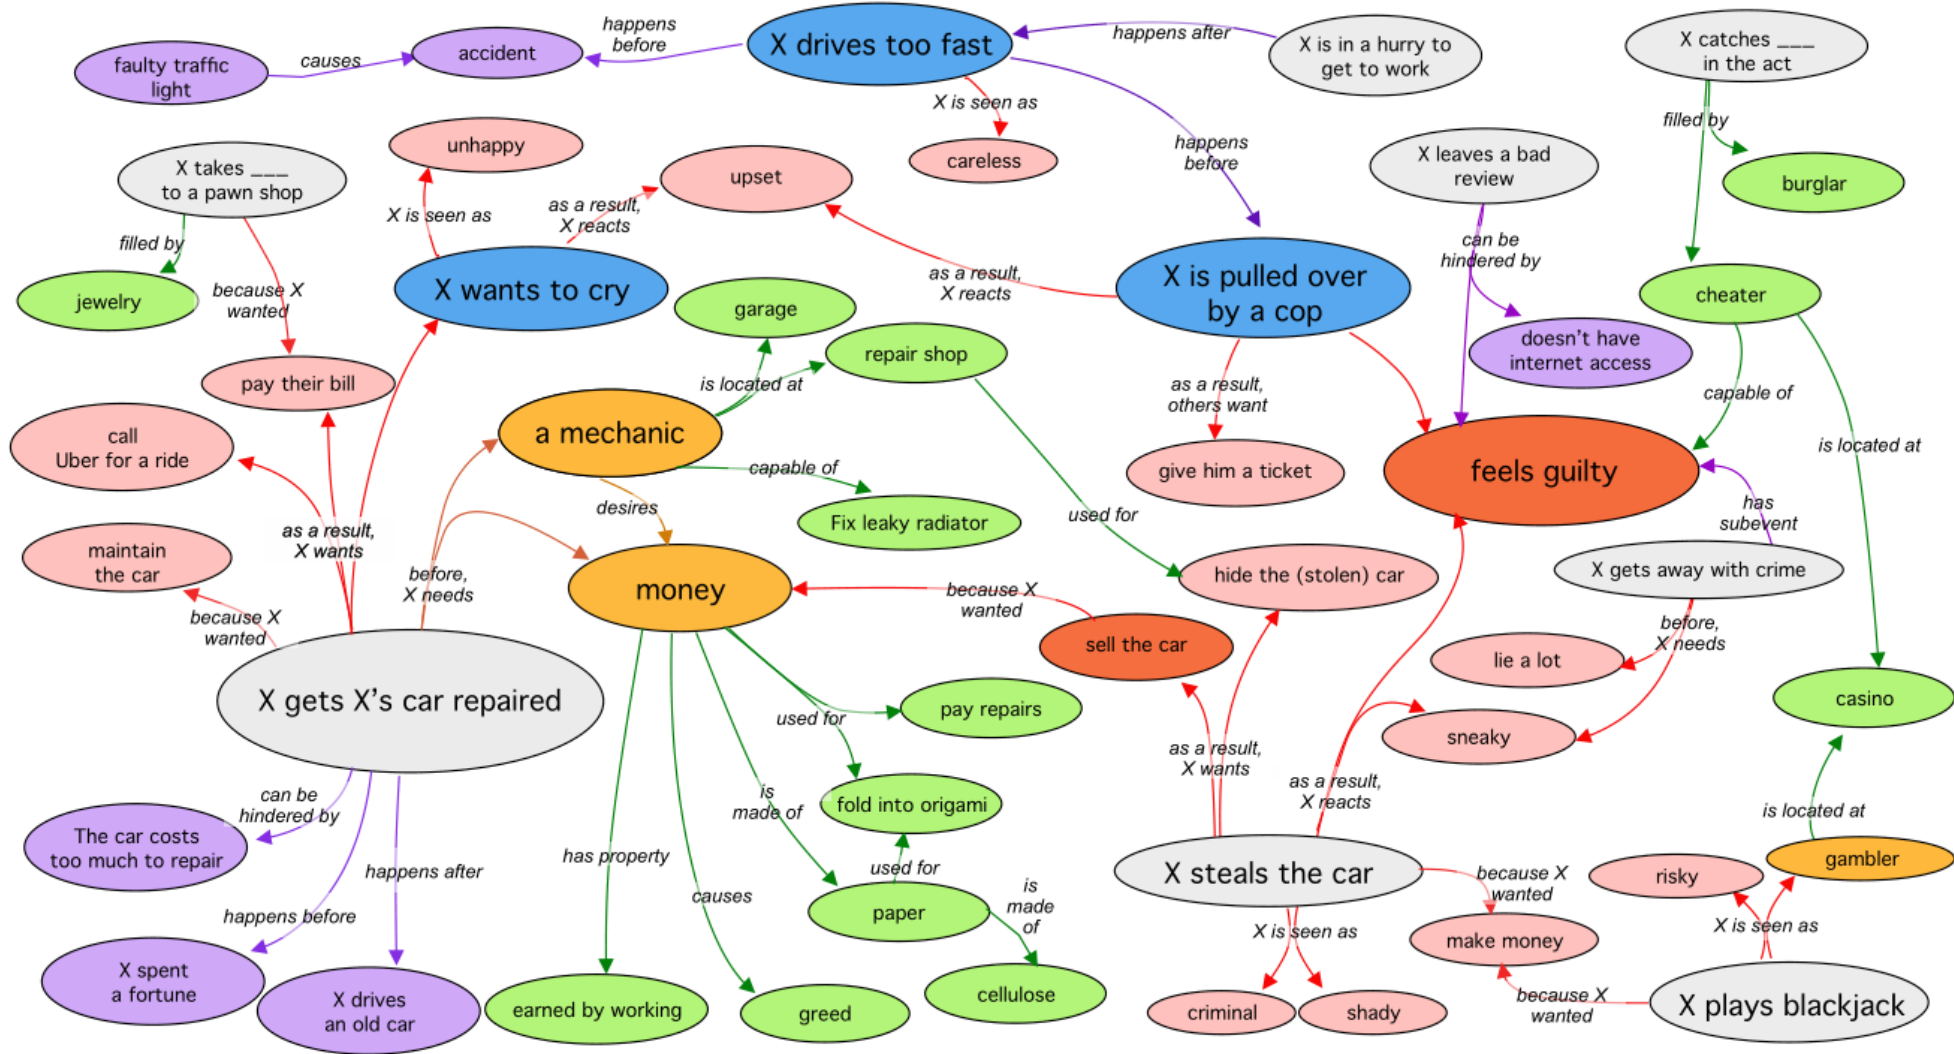 faulty traffic
light
causes
accident
happens
before
X drives too fast
happens after
X is in a hurry to
get to work
X catches ___
in the act
X is seen as
careless
happens
before
filled by
burglar
X takes ___
to a pawn shop
unhappy
upset
X leaves a bad
review
filled by
jewelry
because X
wanted
X is seen as
as a result,
X reacts
X wants to cry
as a result,
X reacts
X is pulled over
by a cop
can be
hindered by
doesn't have
internet access
cheater
garage
repair shop
is located at
pay their bill
a mechanic
capable of
Fix leaky radiator
desires
used for
as a result,
others want
give him a ticket
feels guilty
capable of
is located at
call
Uber for a ride
maintain
the car
as a result,
X wants
because X
wanted
before,
X needs
money
because X
wanted
sell the car
hide the (stolen) car
has
subevent
X gets away with crime
before,
X needs
lie a lot
sneaky
casino
X gets X's car repaired
pay repairs
used for
is
made of
fold into origami
used for
paper
is
made
of
cellulose
has property
causes
earned by working
greed
can be
hindered by
The car costs
too much to repair
happens after
happens before
X spent
a fortune
X drives
an old car
as a result,
X wants
as a result,
X reacts
X steals the car
because X
wanted
make money
X is seen as
criminal
shady
because X
wanted
is located at
gambler
risky
X is seen as
X plays blackjack